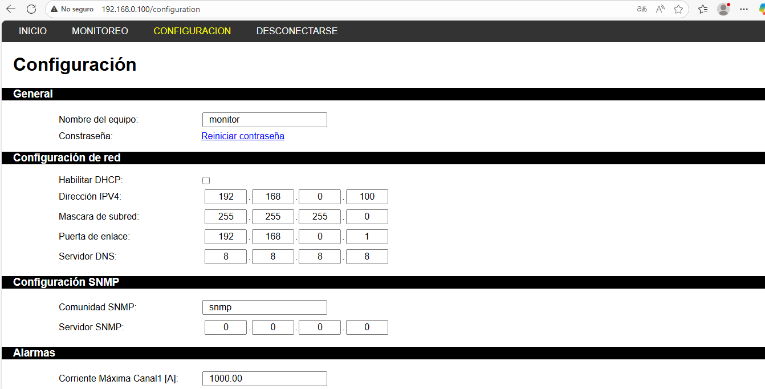 No seguro 192.168.0.100/configuration
INICIO MONITOREO CONFIGURACION DESCONECTARSE
Configuración
General
Nombre del equipo: monitor
Constraseña: Reiniciar contraseña
Configuración de red
Habilitar DHCP:
Dirección IPV4: 192 . 168 . 0 . 100
Mascara de subred: 255 . 255 . 255 . 0
Puerta de enlace: 192 . 168 . 0 . 1
Servidor DNS: 8 . 8 . 8 . 8
Configuración SNMP
Comunidad SNMP: snmp
Servidor SNMP: 0 . 0 . 0 . 0
Alarmas
Corriente Máxima Canal1 [A]: 1000.00